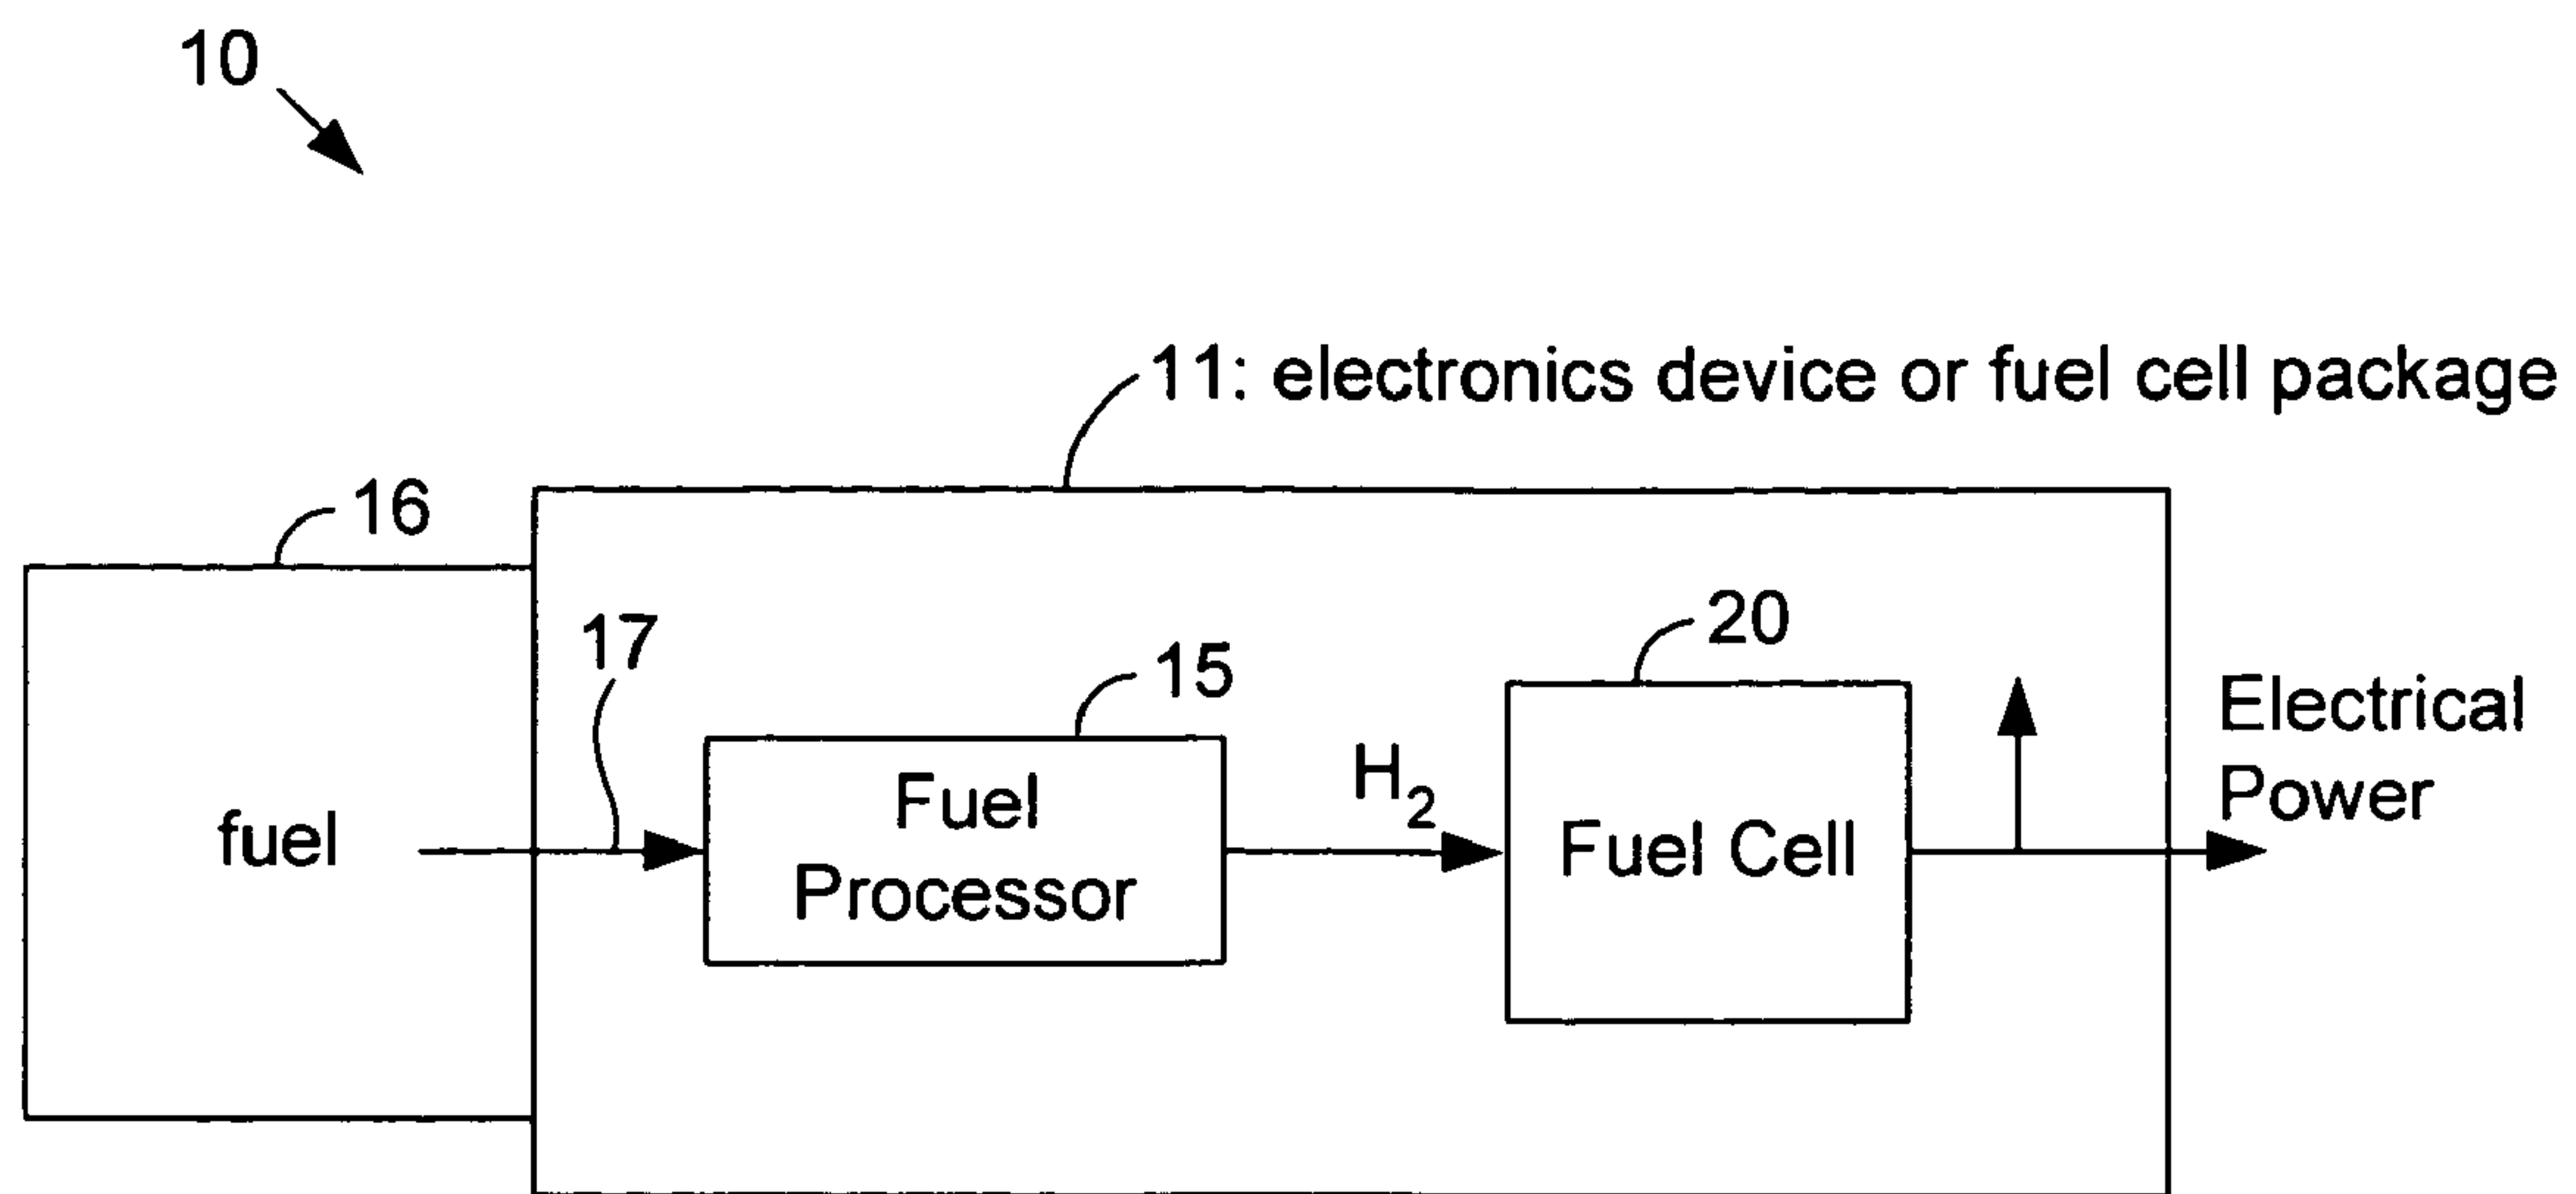 10
11: electronics device or fuel cell package
16
17
15
20
fuel
Fuel
Processor
H2
Fuel Cell
Electrical
Power